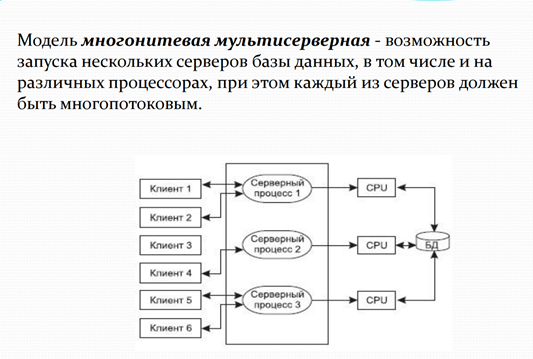 Модель многонитевая мультисерверная - возможность
запуска нескольких серверов базы данных, в том числе и на
различных процессорах, при этом каждый из серверов должен
быть многопотоковым.
Клиент 1
Клиент 2
Клиент 3
Клиент 4
Клиент 5
Клиент 6
Серверный
процесс 1
Серверный
процесс 2
Серверный
процесс 3
CPU
CPU
CPU
БД